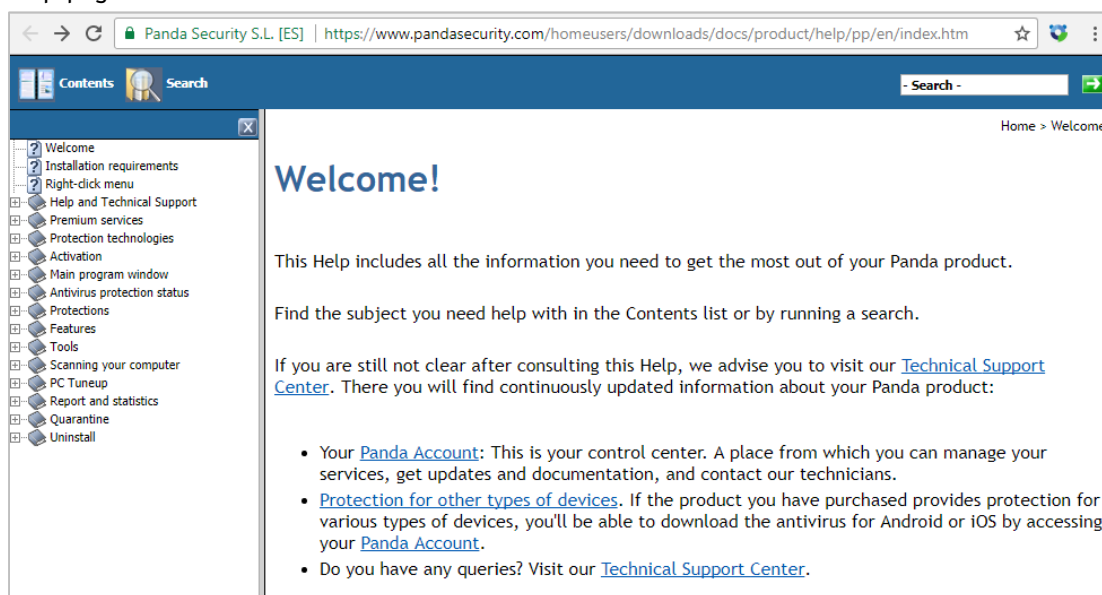 Panda Security S.L. [ES] | https://www.pandasecurity.com/homeusers/downloads/docs/product/help/pp/en/index.htm
Contents Search
- Search -
Home > Welcome
Welcome
Installation requirements
Right-click menu
Help and Technical Support
Premium services
Protection technologies
Activation
Main program window
Antivirus protection status
Protections
Features
Tools
Scanning your computer
PC Tuneup
Report and statistics
Quarantine
Uninstall
Welcome!
This Help includes all the information you need to get the most out of your Panda product.
Find the subject you need help with in the Contents list or by running a search.
If you are still not clear after consulting this Help, we advise you to visit our Technical Support
Center. There you will find continuously updated information about your Panda product:
• Your Panda Account: This is your control center. A place from which you can manage your
services, get updates and documentation, and contact our technicians.
• Protection for other types of devices. If the product you have purchased provides protection for
various types of devices, you'll be able to download the antivirus for Android or iOS by accessing
your Panda Account.
• Do you have any queries? Visit our Technical Support Center.